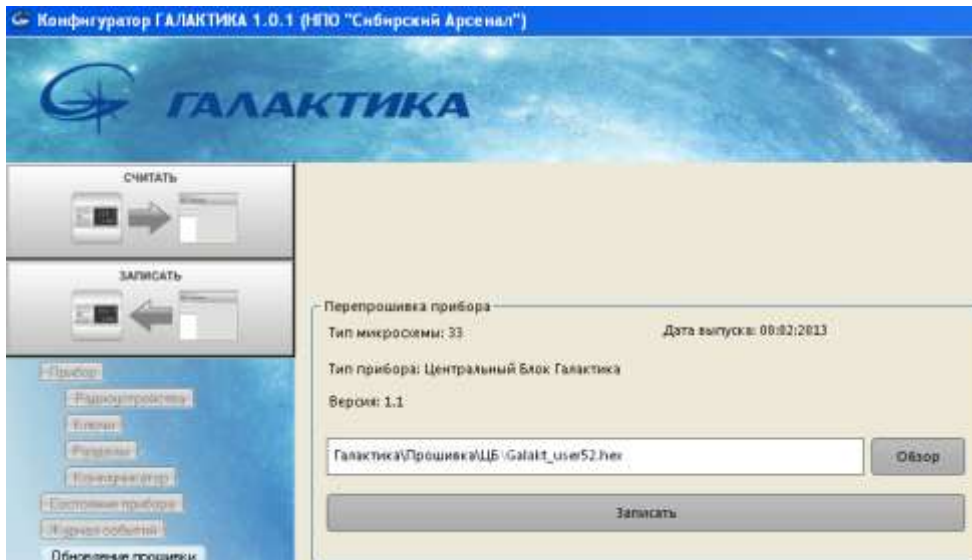 Конфигуратор ГАЛАКТИКА 1.0.1 (НПО "Сибирский Арсенал")
ГАЛАКТИКА
СЧИТАТЬ
ЗАПИСАТЬ
Перепрошивка прибора
Тип микросхемы: 33 Дата выпуска: 08:02:2013
Тип прибора: Центральный Блок Галактика
Версия: 1.1
Галактика\Прошивка\ЦБ\Galakt_user52.hex Обзор
Записать
Прибор
Радиоустройства
Ключи
Разделы
Коммуникатор
Состояние прибора
Журнал событий
Обновление прошивки